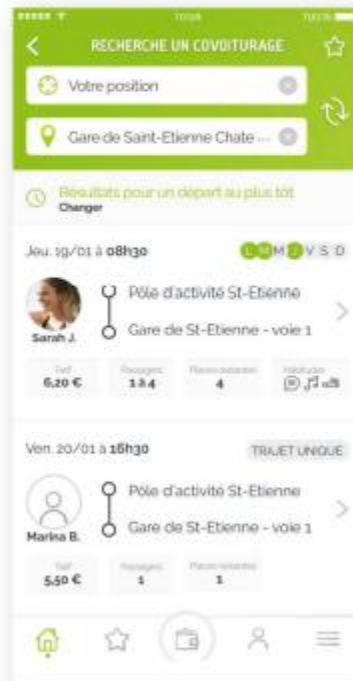 RECHERCHE UN COVOITURAGE
Votre position
Gare de Saint-Etienne Chate ...
Résultats pour un départ au plus tôt
Changer
Jeu. 19/01 à 08h30
L M M J V S D
Pôle d'activité St-Etienne
Gare de St-Etienne - voie 1
Sarah J.
Tarif
Passagers
Places restantes
6,20 €
1 à 4
4
Ven. 20/01 à 16h30
TRAJET UNIQUE
Pôle d'activité St-Etienne
Gare de St-Etienne - voie 1
Marina B.
Tarif
Passagers
Places restantes
5,50 €
1
1